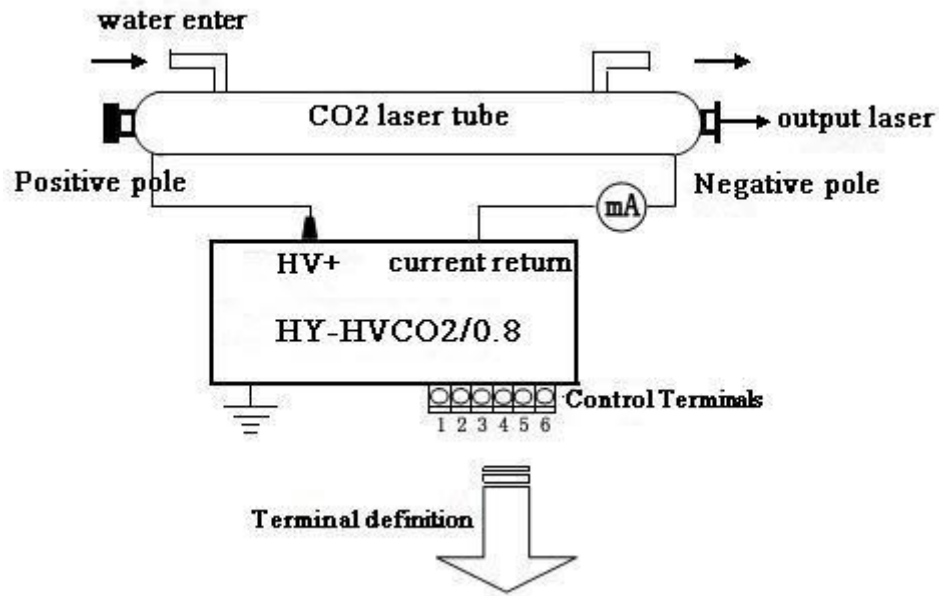 water enter
CO2 laser tube
output laser
Positive pole
Negative pole
mA
HV+ current return
HY-HVCO2/0.8
Control Terminals
1 2 3 4 5 6
Terminal definition